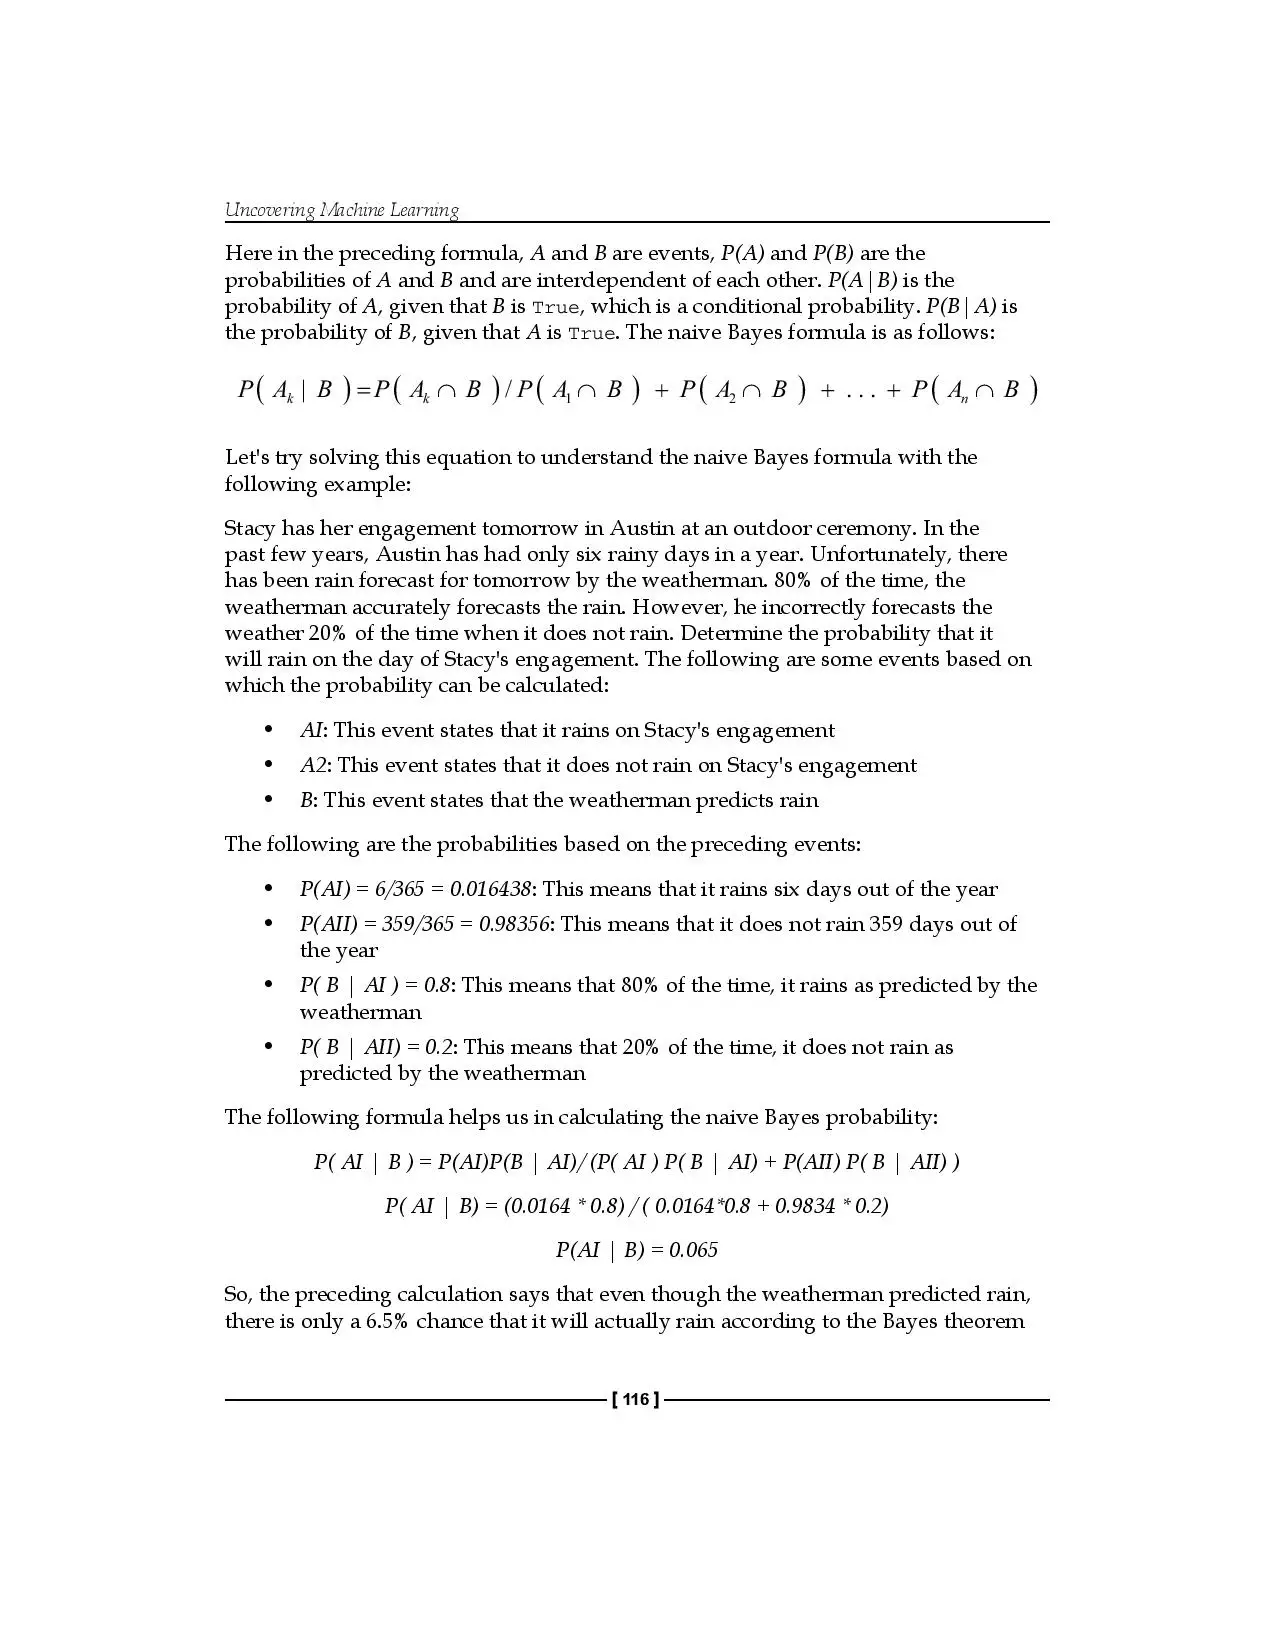 Uncovering Machine Learning
Here in the preceding formula, A and B are events, P(A) and P(B) are the
probabilities of A and B and are interdependent of each other. P(A|B) is the
probability of A, given that B is True, which is a conditional probability. P(B|A) is
the probability of B, given that A is True. The naive Bayes formula is as follows:
P( Aₖ | B )=P( Aₖ ∩ B )/P( A₁∩ B ) + P( A₂∩ B ) + . . . + P( Aₙ ∩ B )
Let's try solving this equation to understand the naive Bayes formula with the
following example:
Stacy has her engagement tomorrow in Austin at an outdoor ceremony. In the
past few years, Austin has had only six rainy days in a year. Unfortunately, there
has been rain forecast for tomorrow by the weatherman. 80% of the time, the
weatherman accurately forecasts the rain. However, he incorrectly forecasts the
weather 20% of the time when it does not rain. Determine the probability that it
will rain on the day of Stacy's engagement. The following are some events based on
which the probability can be calculated:
• AI: This event states that it rains on Stacy's engagement
• A2: This event states that it does not rain on Stacy's engagement
• B: This event states that the weatherman predicts rain
The following are the probabilities based on the preceding events:
• P(AI) = 6/365 = 0.016438: This means that it rains six days out of the year
• P(AII) = 359/365 = 0.98356: This means that it does not rain 359 days out of
the year
• P( B | AI ) = 0.8: This means that 80% of the time, it rains as predicted by the
weatherman
• P( B | AII) = 0.2: This means that 20% of the time, it does not rain as
predicted by the weatherman
The following formula helps us in calculating the naive Bayes probability:
P( AI | B ) = P(AI)P(B | AI)/(P( AI ) P( B | AI) + P(AII) P( B | AII) )
P( AI | B) = (0.0164 * 0.8) / ( 0.0164*0.8 + 0.9834 * 0.2)
P(AI | B) = 0.065
So, the preceding calculation says that even though the weatherman predicted rain,
there is only a 6.5% chance that it will actually rain according to the Bayes theorem
[ 116 ]